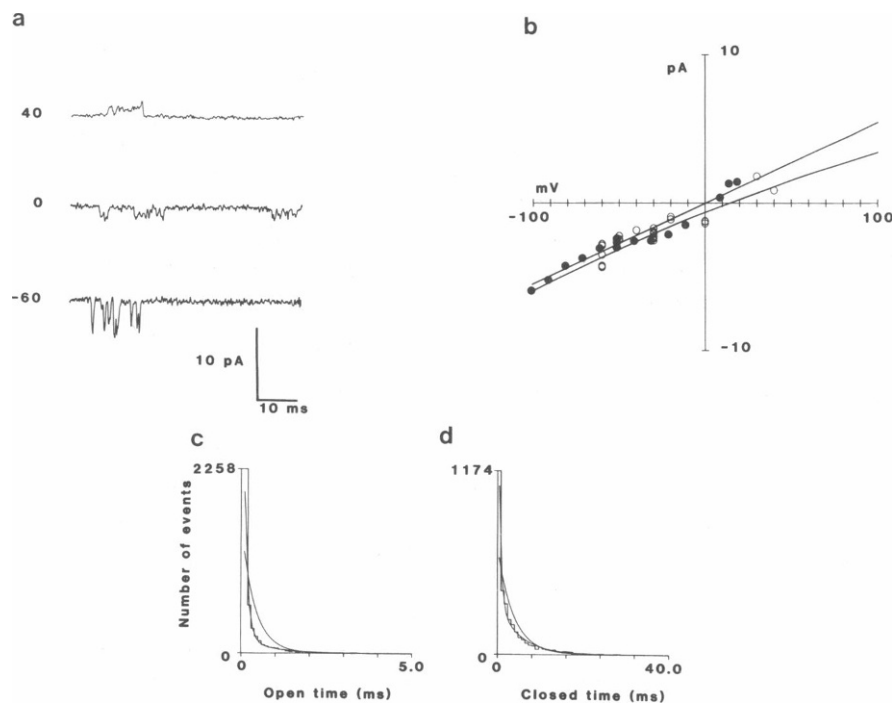 a
40
0
-60
10 pA
10 ms
b
10
pA
mV
-100
100
-10
c
2258
Number of events
0
0
5.0
Open time (ms)
d
1174
0
0
40.0
Closed time (ms)